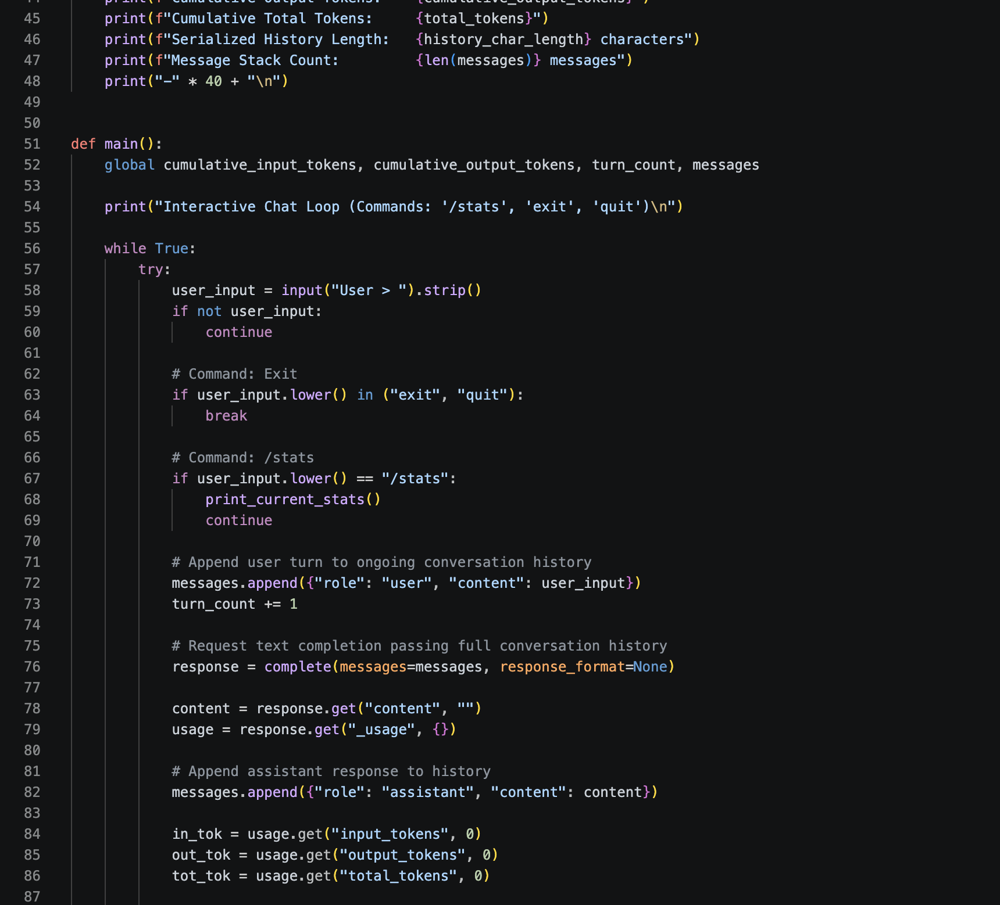 44 print(f"Cumulative Output Tokens: {cumulative_output_tokens}")
45 print(f"Cumulative Total Tokens: {total_tokens}")
46 print(f"Serialized History Length: {history_char_length} characters")
47 print(f"Message Stack Count: {len(messages)} messages")
48 print("-" * 40 + "\n")
49
50
51 def main():
52 global cumulative_input_tokens, cumulative_output_tokens, turn_count, messages
53
54 print("Interactive Chat Loop (Commands: '/stats', 'exit', 'quit')\n")
55
56 while True:
57 try:
58 user_input = input("User > ").strip()
59 if not user_input:
60 continue
61
62 # Command: Exit
63 if user_input.lower() in ("exit", "quit"):
64 break
65
66 # Command: /stats
67 if user_input.lower() == "/stats":
68 print_current_stats()
69 continue
70
71 # Append user turn to ongoing conversation history
72 messages.append({"role": "user", "content": user_input})
73 turn_count += 1
74
75 # Request text completion passing full conversation history
76 response = complete(messages=messages, response_format=None)
77
78 content = response.get("content", "")
79 usage = response.get("_usage", {})
80
81 # Append assistant response to history
82 messages.append({"role": "assistant", "content": content})
83
84 in_tok = usage.get("input_tokens", 0)
85 out_tok = usage.get("output_tokens", 0)
86 tot_tok = usage.get("total_tokens", 0)
87